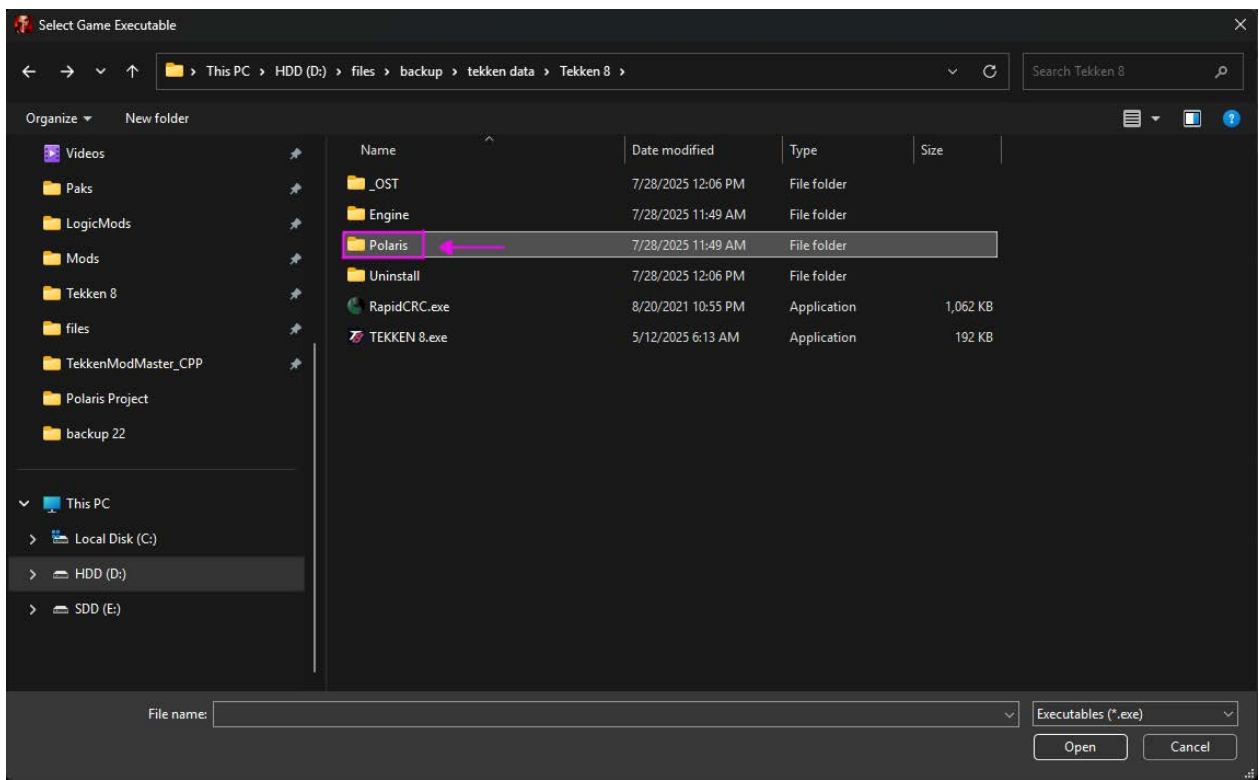 Select Game Executable
This PC > HDD (D:) > files > backup > tekken data > Tekken 8 >
Search Tekken 8
Organize
New folder
Videos
Paks
LogicMods
Mods
Tekken 8
files
TekkenModMaster_CPP
Polaris Project
backup 22
This PC
Local Disk (C:)
HDD (D:)
SDD (E:)
Name Date modified Type Size
_OST 7/28/2025 12:06 PM File folder
Engine 7/28/2025 11:49 AM File folder
Polaris 7/28/2025 11:49 AM File folder
Uninstall 7/28/2025 12:06 PM File folder
RapidCRC.exe 8/20/2021 10:55 PM Application 1,062 KB
TEKKEN 8.exe 5/12/2025 6:13 AM Application 192 KB
File name:
Executables (*.exe)
Open
Cancel